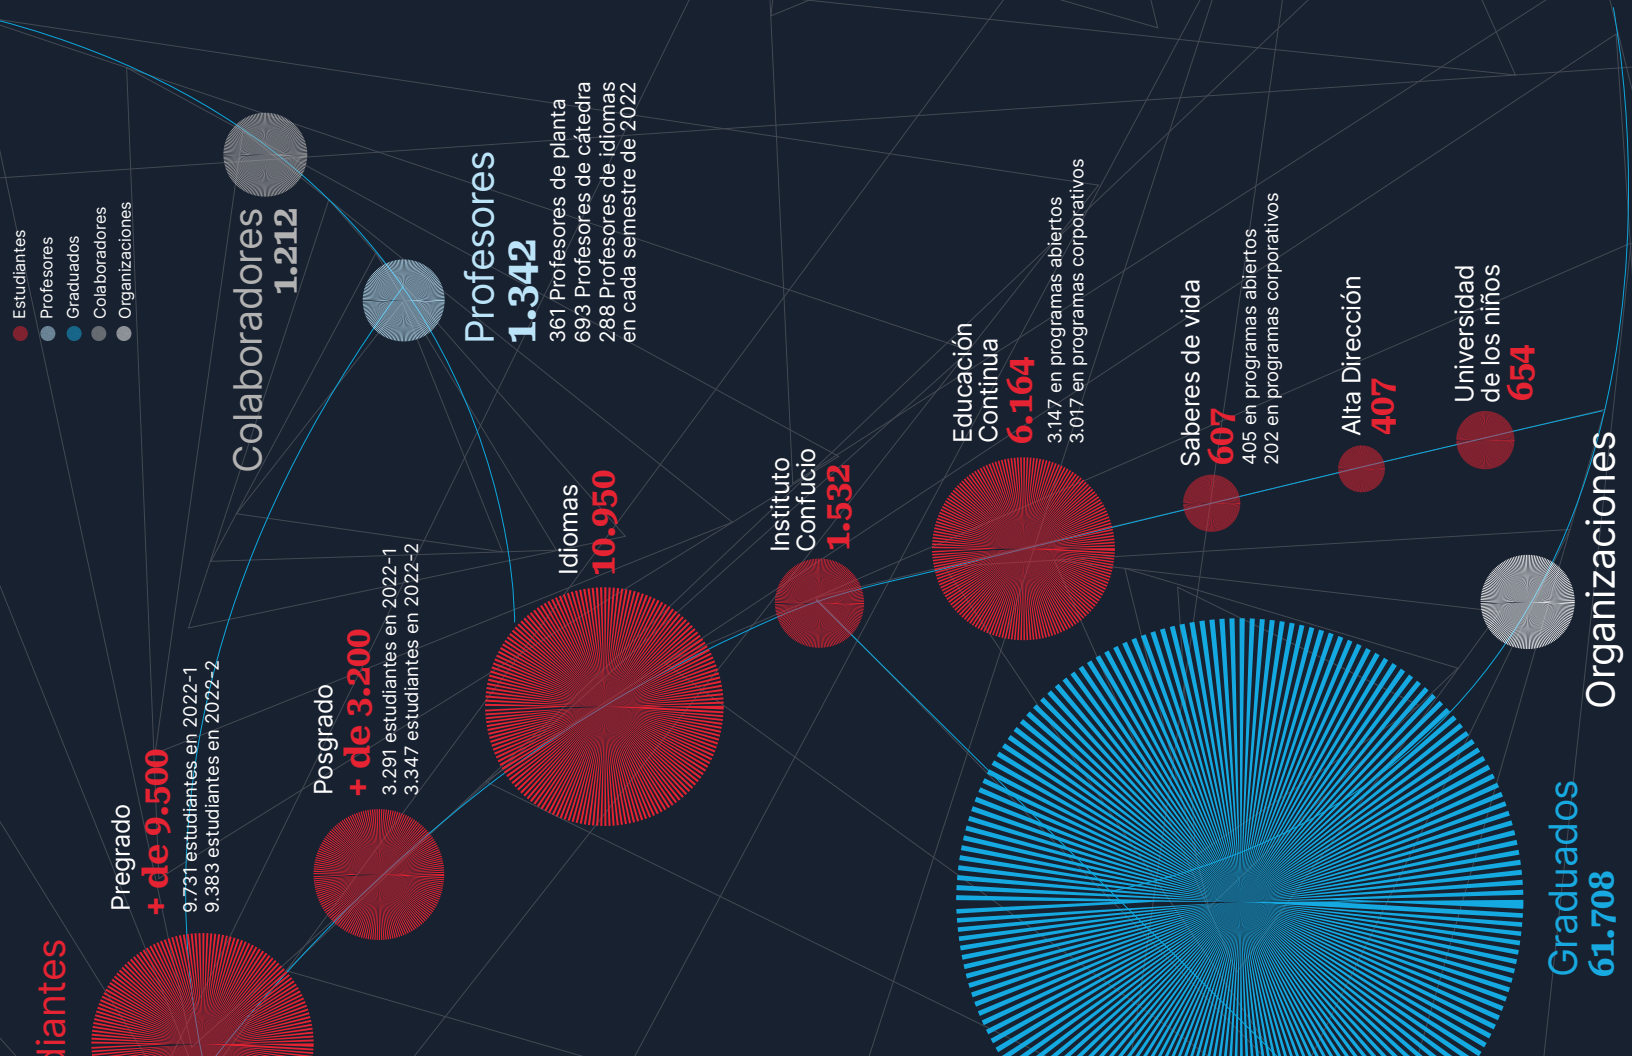 Estudiantes
Profesores
Graduados
Colaboradores
Organizaciones
Colaboradores
1.212
Profesores
1.342
361 Profesores de planta
693 Profesores de cátedra
288 Profesores de idiomas
en cada semestre de 2022
diantes
Pregrado
+ de 9.500
9.731 estudiantes en 2022-1
9.383 estudiantes en 2022-2
Posgrado
+ de 3.200
3.291 estudiantes en 2022-1
3.347 estudiantes en 2022-2
Idiomas
10.950
Instituto
Confucio
1.532
Educación
Continua
6.164
3.147 en programas abiertos
3.017 en programas corporativos
Saberes de vida
607
405 en programas abiertos
202 en programas corporativos
Alta Dirección
407
Universidad
de los niños
654
Organizaciones
Graduados
61.708